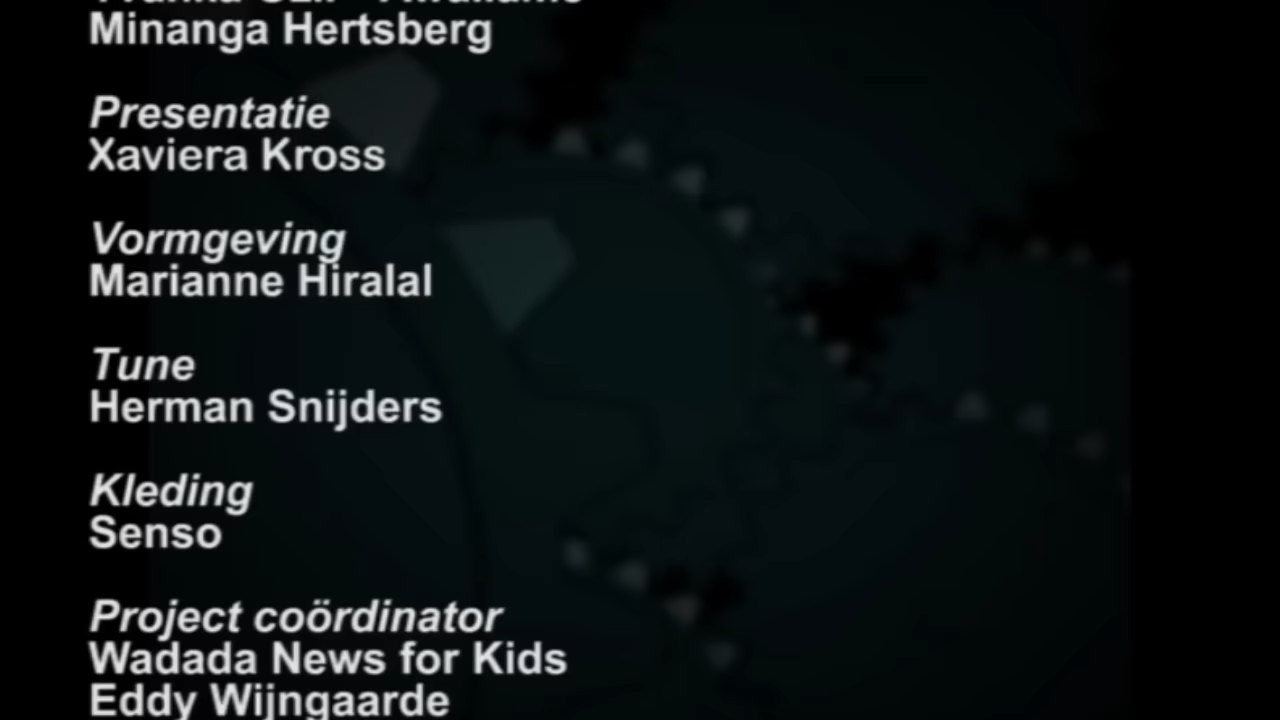 Minanga Hertsberg
Presentatie
Xaviera Kross
Vormgeving
Marianne Hiralal
Tune
Herman Snijders
Kleding
Senso
Project coördinator
Wadada News for Kids
Eddy Wijngaarde